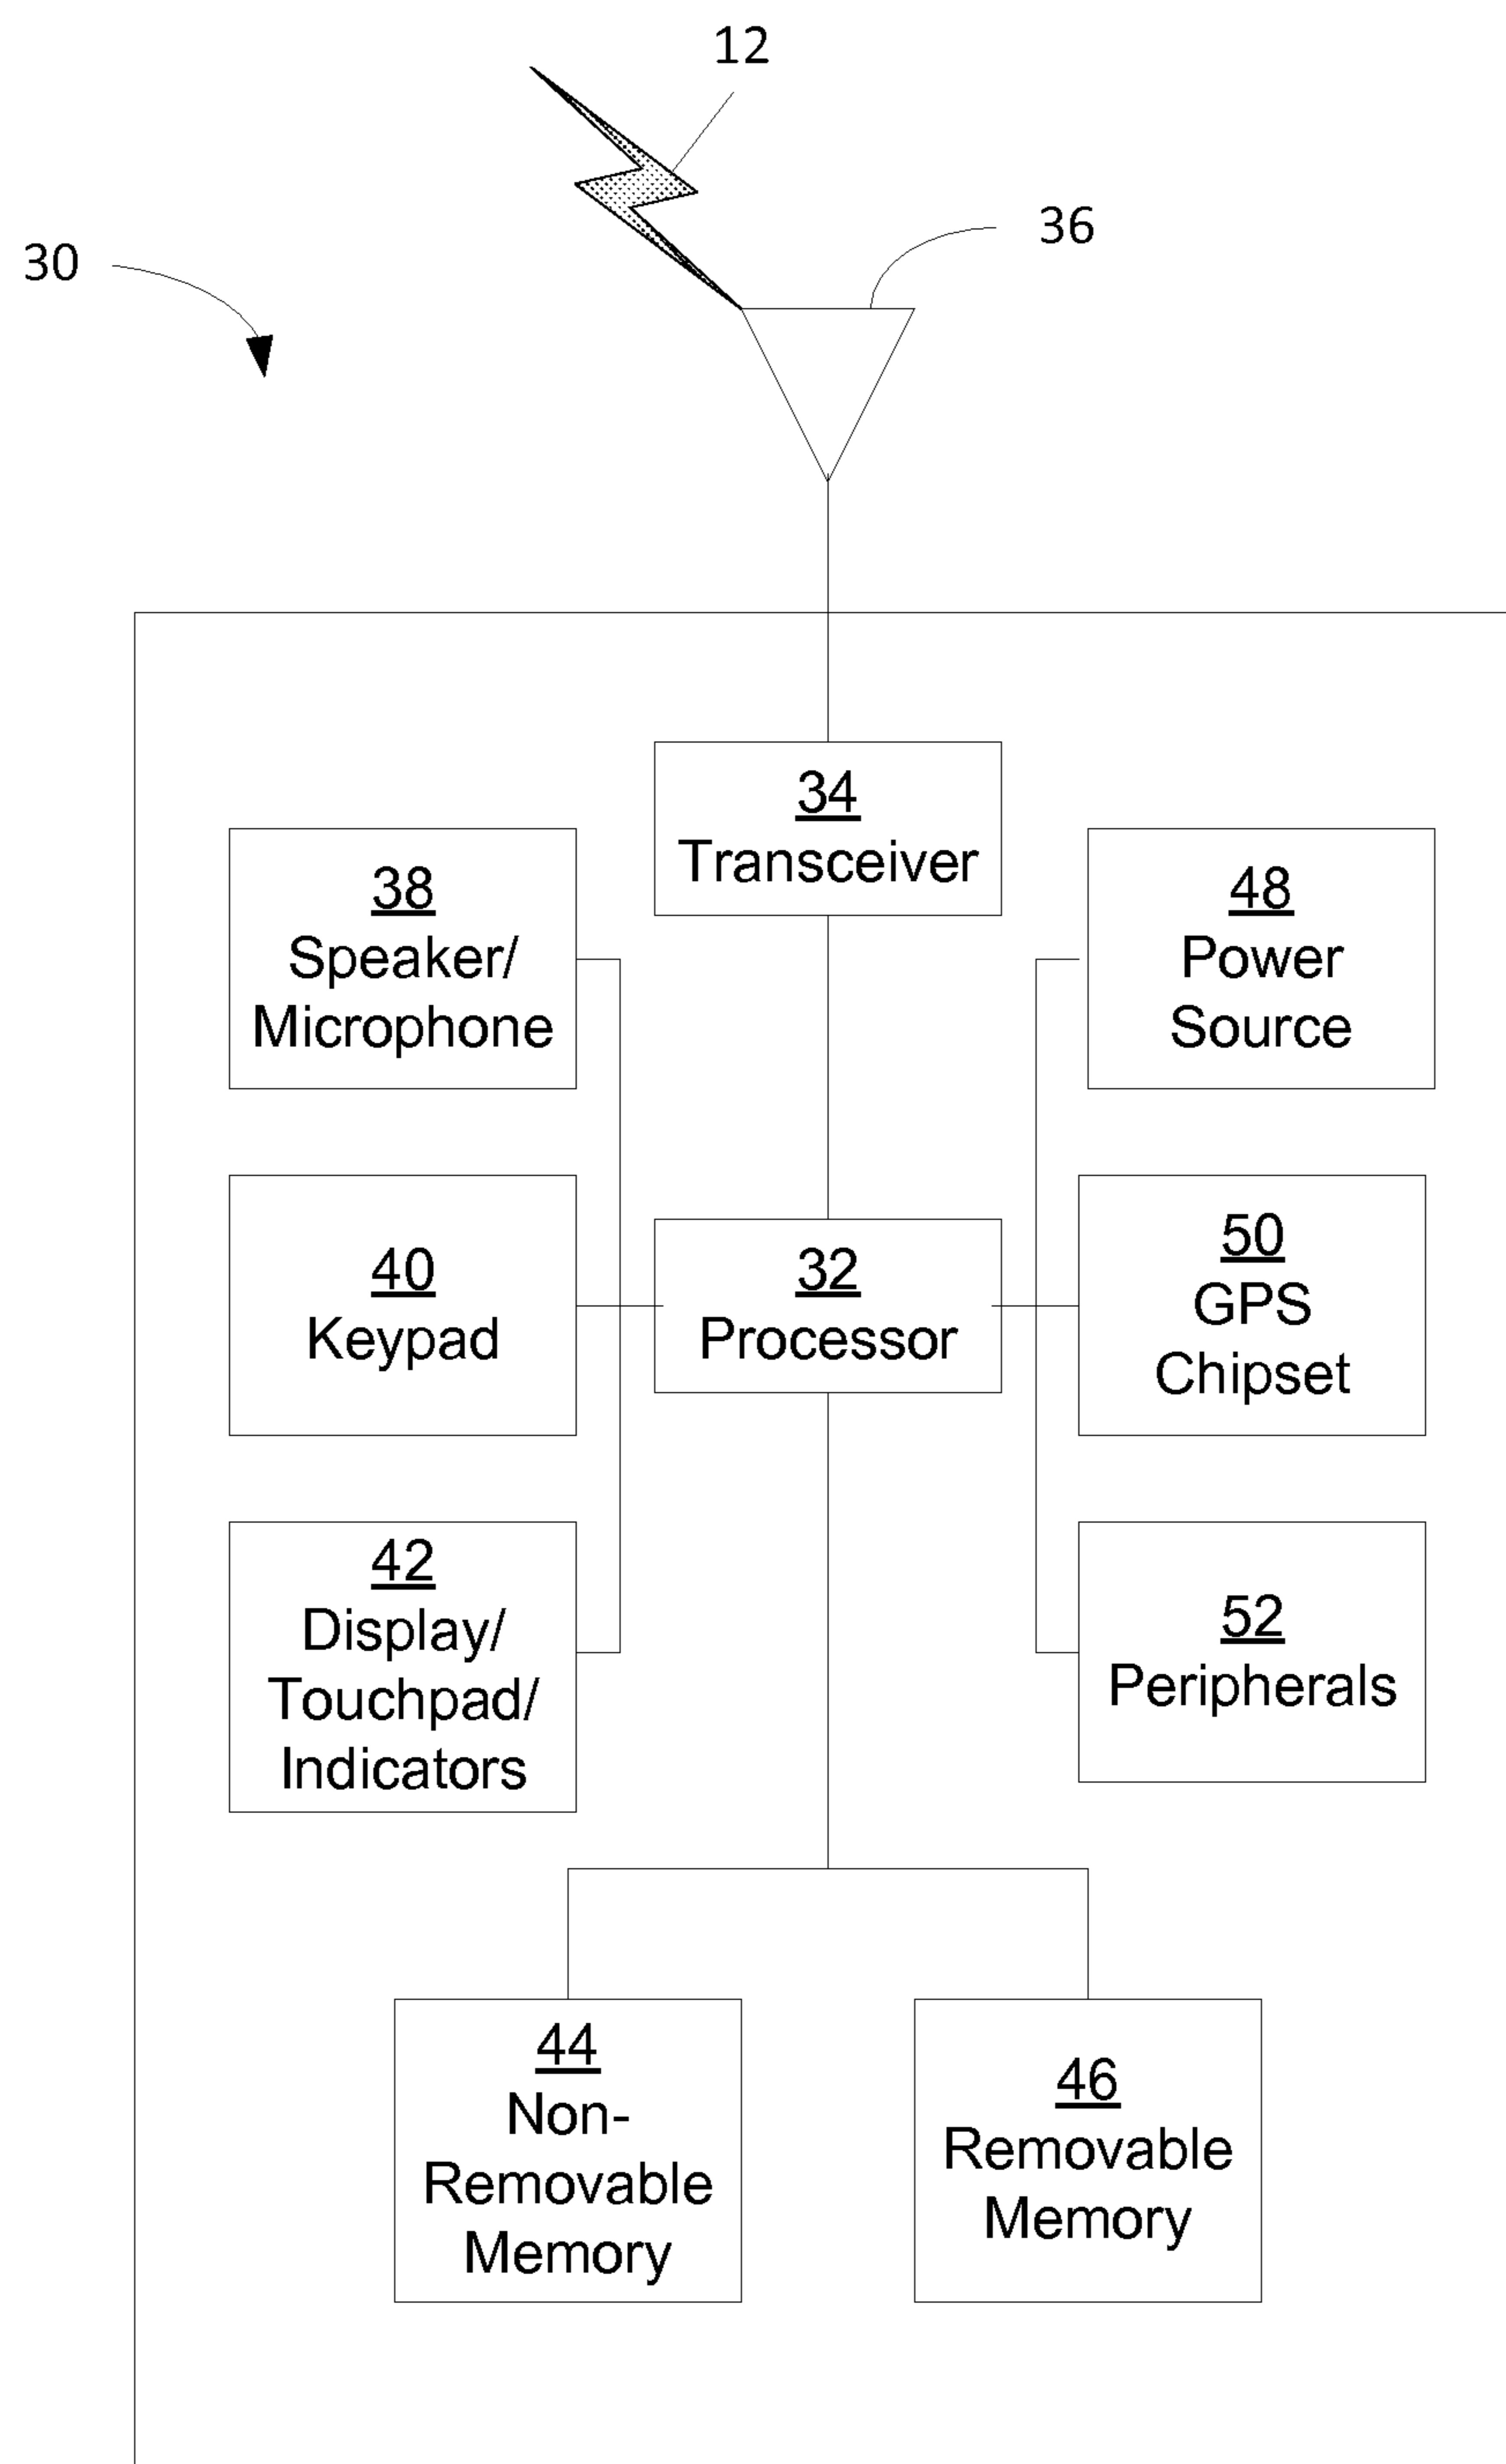 12
36
30
34
Transceiver
38
Speaker/
Microphone
48
Power
Source
40
Keypad
32
Processor
50
GPS
Chipset
42
Display/
Touchpad/
Indicators
52
Peripherals
44
Non-
Removable
Memory
46
Removable
Memory